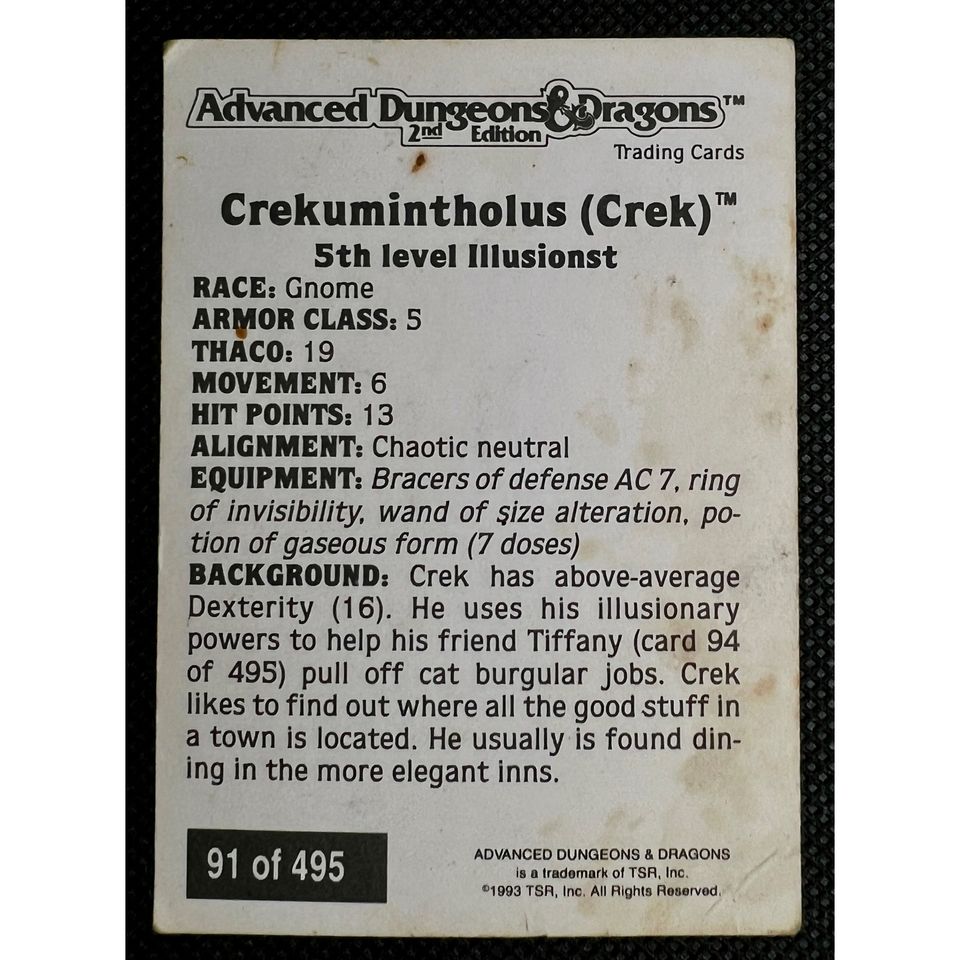 Advanced Dungeons & Dragons™
2nd Edition
Trading Cards
Crekumintholus (Crek)™
5th level Illusionst
RACE: Gnome
ARMOR CLASS: 5
THACO: 19
MOVEMENT: 6
HIT POINTS: 13
ALIGNMENT: Chaotic neutral
EQUIPMENT: Bracers of defense AC 7, ring
of invisibility, wand of size alteration, po-
tion of gaseous form (7 doses)
BACKGROUND: Crek has above-average
Dexterity (16). He uses his illusionary
powers to help his friend Tiffany (card 94
of 495) pull off cat burgular jobs. Crek
likes to find out where all the good stuff in
a town is located. He usually is found din-
ing in the more elegant inns.
91 of 495
ADVANCED DUNGEONS & DRAGONS
is a trademark of TSR, Inc.
©1993 TSR, Inc. All Rights Reserved.